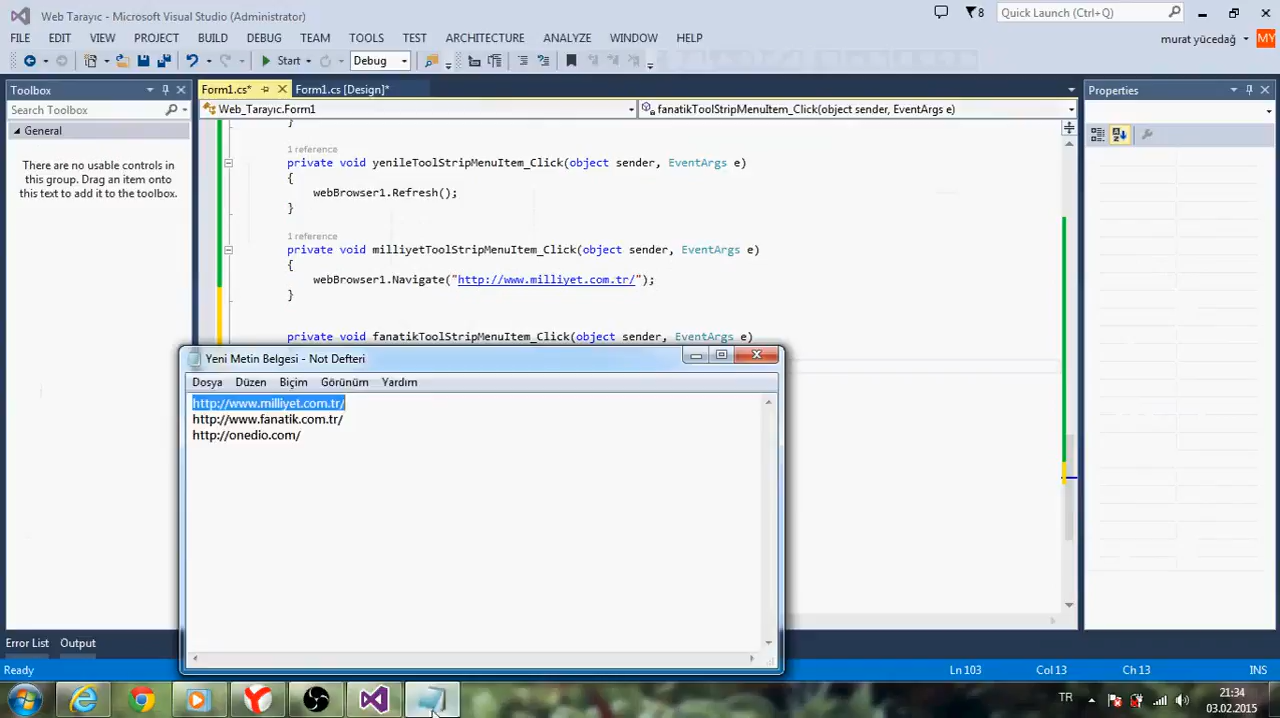 Web Tarayıc - Microsoft Visual Studio (Administrator)
8
Quick Launch (Ctrl+Q)
FILE EDIT VIEW PROJECT BUILD DEBUG TEAM TOOLS TEST ARCHITECTURE ANALYZE WINDOW HELP
murat yücedağ
MY
Start
Debug
Toolbox
Form1.cs*
Form1.cs [Design]*
Properties
Search Toolbox
Web_Tarayıc.Form1
fanatikToolStripMenuItem_Click(object sender, EventArgs e)
General
There are no usable controls in
this group. Drag an item onto
this text to add it to the toolbox.
}
1 reference
private void yenileToolStripMenuItem_Click(object sender, EventArgs e)
{
webBrowser1.Refresh();
}
1 reference
private void milliyetToolStripMenuItem_Click(object sender, EventArgs e)
{
webBrowser1.Navigate("http://www.milliyet.com.tr/");
}
private void fanatikToolStripMenuItem_Click(object sender, EventArgs e)
Yeni Metin Belgesi - Not Defteri
Dosya Düzen Biçim Görünüm Yardım
http://www.milliyet.com.tr/
http://www.fanatik.com.tr/
http://onedio.com/
Error List Output
Ready
Ln 103
Col 13
Ch 13
INS
TR
21:34
03.02.2015